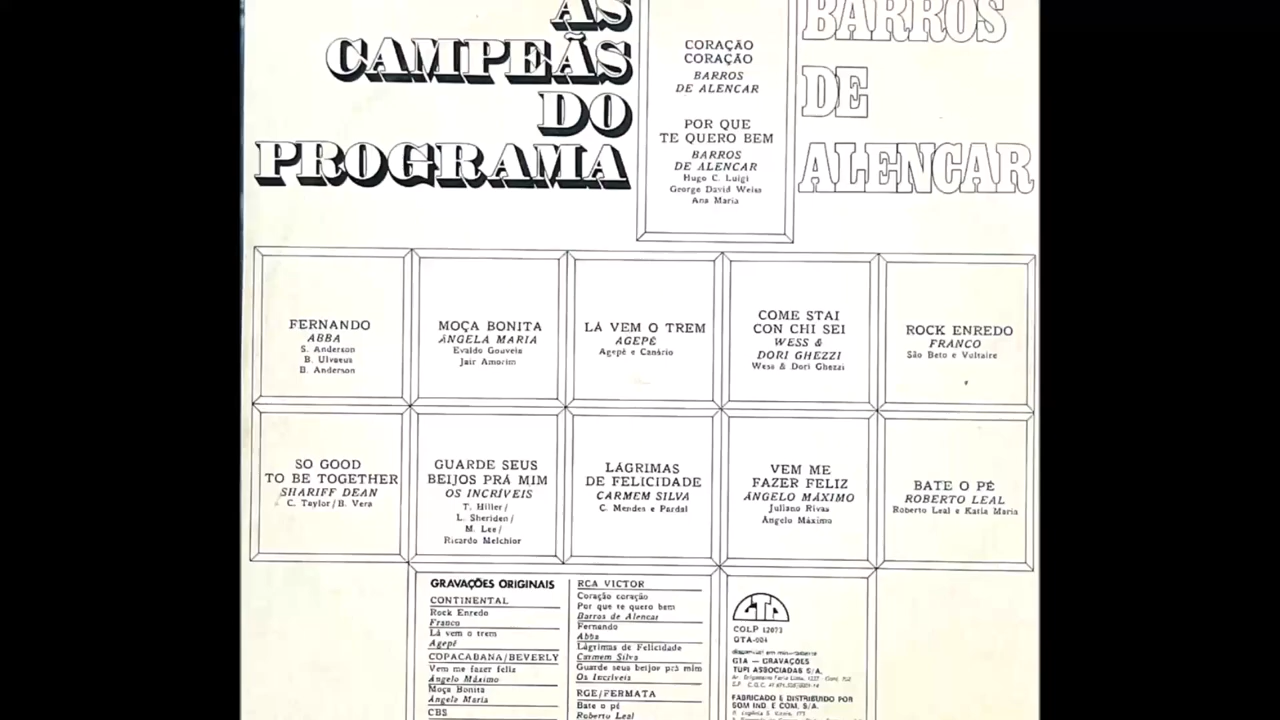 AS
CAMPEÃS
DO
PROGRAMA
CORAÇÃO
CORAÇÃO
BARROS
DE ALENCAR
POR QUE
TE QUERO BEM
BARROS
DE ALENCAR
Hugo C. Luigi
George David Weiss
Ana Maria
BARROS
DE
ALENCAR
FERNANDO
ABBA
S. Anderson
B. Ulvaeus
B. Anderson
MOÇA BONITA
ÂNGELA MARIA
Evaldo Gouveia
Jair Amorim
LÁ VEM O TREM
AGEPÊ
Agepê e Canário
COME STAI
CON CHI SEI
WESS &
DORI GHEZZI
Wess & Dori Ghezzi
ROCK ENREDO
FRANCO
São Beto e Voltaire
SO GOOD
TO BE TOGETHER
SHARIFF DEAN
C. Taylor/B. Vera
GUARDE SEUS
BEIJOS PRÁ MIM
OS INCRÍVEIS
T. Hiller/
L. Sheriden/
M. Lee/
Ricardo Melchior
LÁGRIMAS
DE FELICIDADE
CARMEM SILVA
C. Mendes e Pardal
VEM ME
FAZER FELIZ
ÂNGELO MÁXIMO
Juliano Rivas
Ângelo Máximo
BATE O PÉ
ROBERTO LEAL
Roberto Leal e Katia Maria
GRAVAÇÕES ORIGINAIS
CONTINENTAL
Rock Enredo
Franco
Lá vem o trem
Agepê
COPACABANA/BEVERLY
Vem me fazer feliz
Ângelo Máximo
Moça Bonita
Ângela Maria
CBS
RCA VICTOR
Coração coração
Por que te quero bem
Barros de Alencar
Fernando
Abba
Lágrimas de Felicidade
Carmem Silva
Guarde seus beijos prá mim
Os Incríveis
RGE/FERMATA
Bate o pé
Roberto Leal
GTA
COLP 12073
GTA-004
GTA — GRAVAÇÕES
TUPI ASSOCIADAS S/A.
FABRICADO E DISTRIBUIDO POR
SOM IND. E COM. S/A.